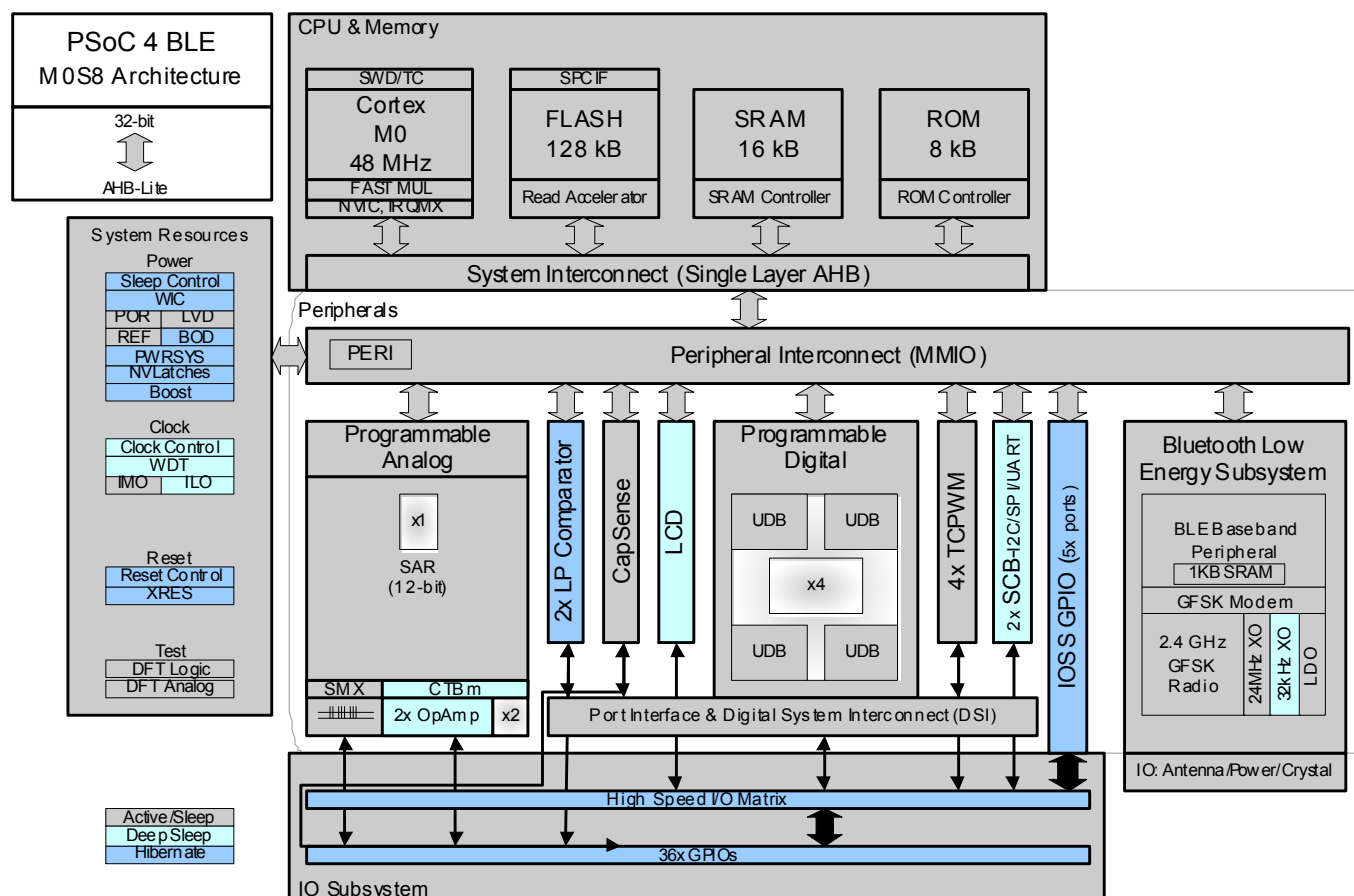 PSoC 4 BLE
M0S8 Architecture
32-bit
AHB-Lite
CPU & Memory
SWD/TC
Cortex
M0
48 MHz
FAST MUL
NVIC, IRQMX
SPCIF
FLASH
128 kB
Read Accelerator
SRAM
16 kB
SRAM Controller
ROM
8 kB
ROM Controller
System Interconnect (Single Layer AHB)
System Resources
Power
Sleep Control
WIC
POR
LVD
REF
BOD
PWRSYS
NVLatches
Boost
Clock
Clock Control
WDT
IMO
ILO
Reset
Reset Control
XRES
Test
DFT Logic
DFT Analog
Peripherals
PERI
Peripheral Interconnect (MMIO)
Programmable
Analog
x1
SAR
(12-bit)
SMX
CTBm
2x OpAmp
x2
2x LP Comparator
CapSense
LCD
Programmable
Digital
UDB
UDB
x4
UDB
UDB
4x TCPWM
2x SCB-I2C/SPI/UART
IOSS GPIO (5x ports)
Bluetooth Low
Energy Subsystem
BLE Baseband
Peripheral
1KB SRAM
GFSK Modem
2.4 GHz
GFSK
Radio
24MHz XO
32kHz XO
LDO
Port Interface & Digital System Interconnect (DSI)
IO: Antenna/Power/Crystal
High Speed I/O Matrix
36x GPIOs
IO Subsystem
Active/Sleep
Deep Sleep
Hibernate